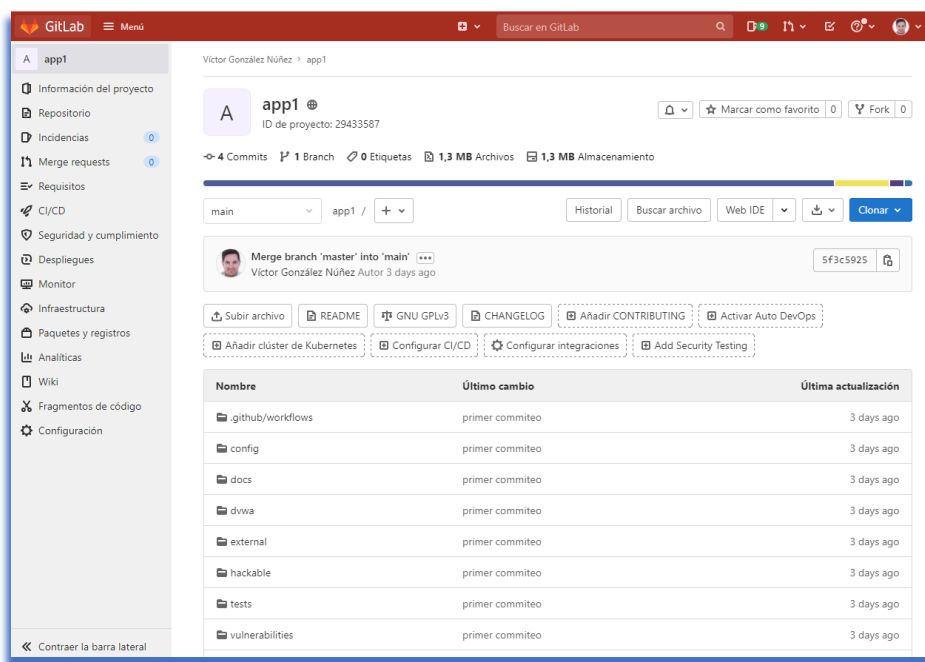 GitLab Menú Buscar en GitLab 9
A app1
Información del proyecto
Repositorio
Incidencias 0
Merge requests 0
Requisitos
CI/CD
Seguridad y cumplimiento
Despliegues
Monitor
Infraestructura
Paquetes y registros
Analíticas
Wiki
Fragmentos de código
Configuración
Contraer la barra lateral
Víctor González Núñez > app1
A app1
ID de proyecto: 29433587
Marcar como favorito 0 Fork 0
4 Commits 1 Branch 0 Etiquetas 1,3 MB Archivos 1,3 MB Almacenamiento
main app1 / + Historial Buscar archivo Web IDE Clonar
Merge branch 'master' into 'main'
Víctor González Núñez Autor 3 days ago
5f3c5925
Subir archivo README GNU GPLv3 CHANGELOG Añadir CONTRIBUTING Activar Auto DevOps
Añadir clúster de Kubernetes Configurar CI/CD Configurar integraciones Add Security Testing
Nombre Último cambio Última actualización
.github/workflows primer commiteo 3 days ago
config primer commiteo 3 days ago
docs primer commiteo 3 days ago
dvwa primer commiteo 3 days ago
external primer commiteo 3 days ago
hackable primer commiteo 3 days ago
tests primer commiteo 3 days ago
vulnerabilities primer commiteo 3 days ago